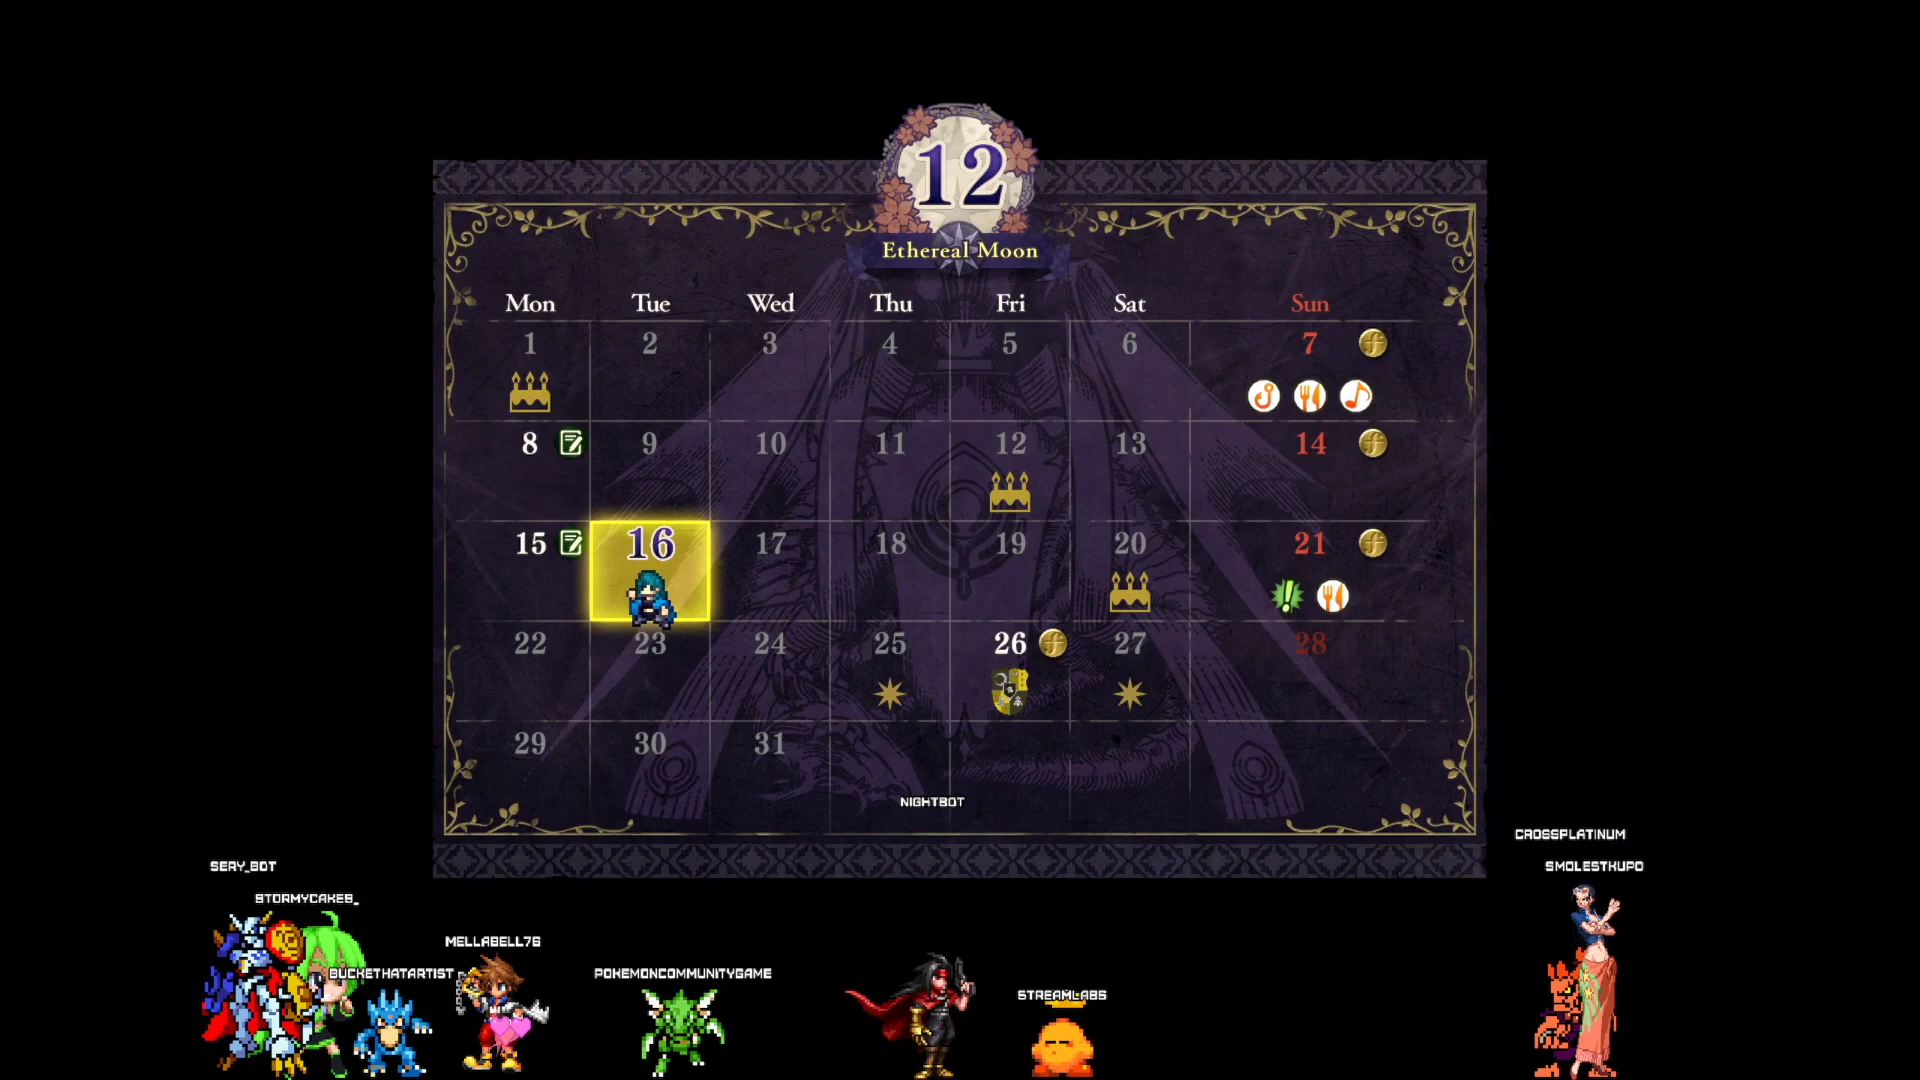 12
Ethereal Moon
Mon Tue Wed Thu Fri Sat Sun
1 2 3 4 5 6 7
8 9 10 11 12 13 14
15 16 17 18 19 20 21
22 23 24 25 26 27 28
29 30 31
NIGHTBOT
CROSSPLATINUM
SERY_BOT
SMOLESTKUPO
STORMYCAKES_
MELLABELL76
BUCKETHATARTIST
POKEMONCOMMUNITYGAME
STREAMLABS